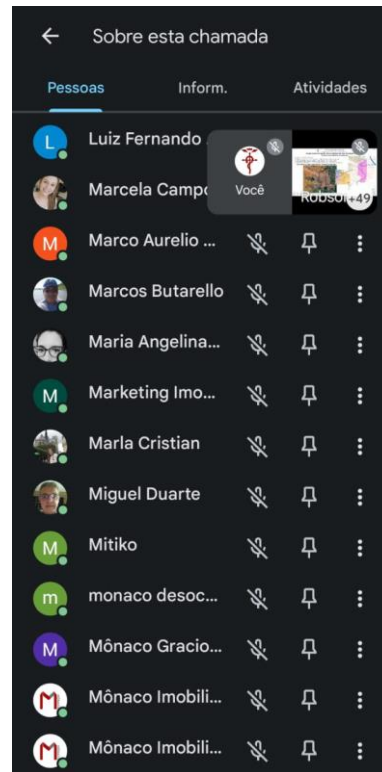 Sobre esta chamada
Pessoas Inform. Atividades
L Luiz Fernando
Marcela Campo
Você
Robson +49
M Marco Aurelio ...
Marcos Butarello
Maria Angelina...
M Marketing Imo...
Marla Cristian
Miguel Duarte
M Mitiko
m monaco desoc...
M Mônaco Gracio...
M Mônaco Imobili...
M Mônaco Imobili...